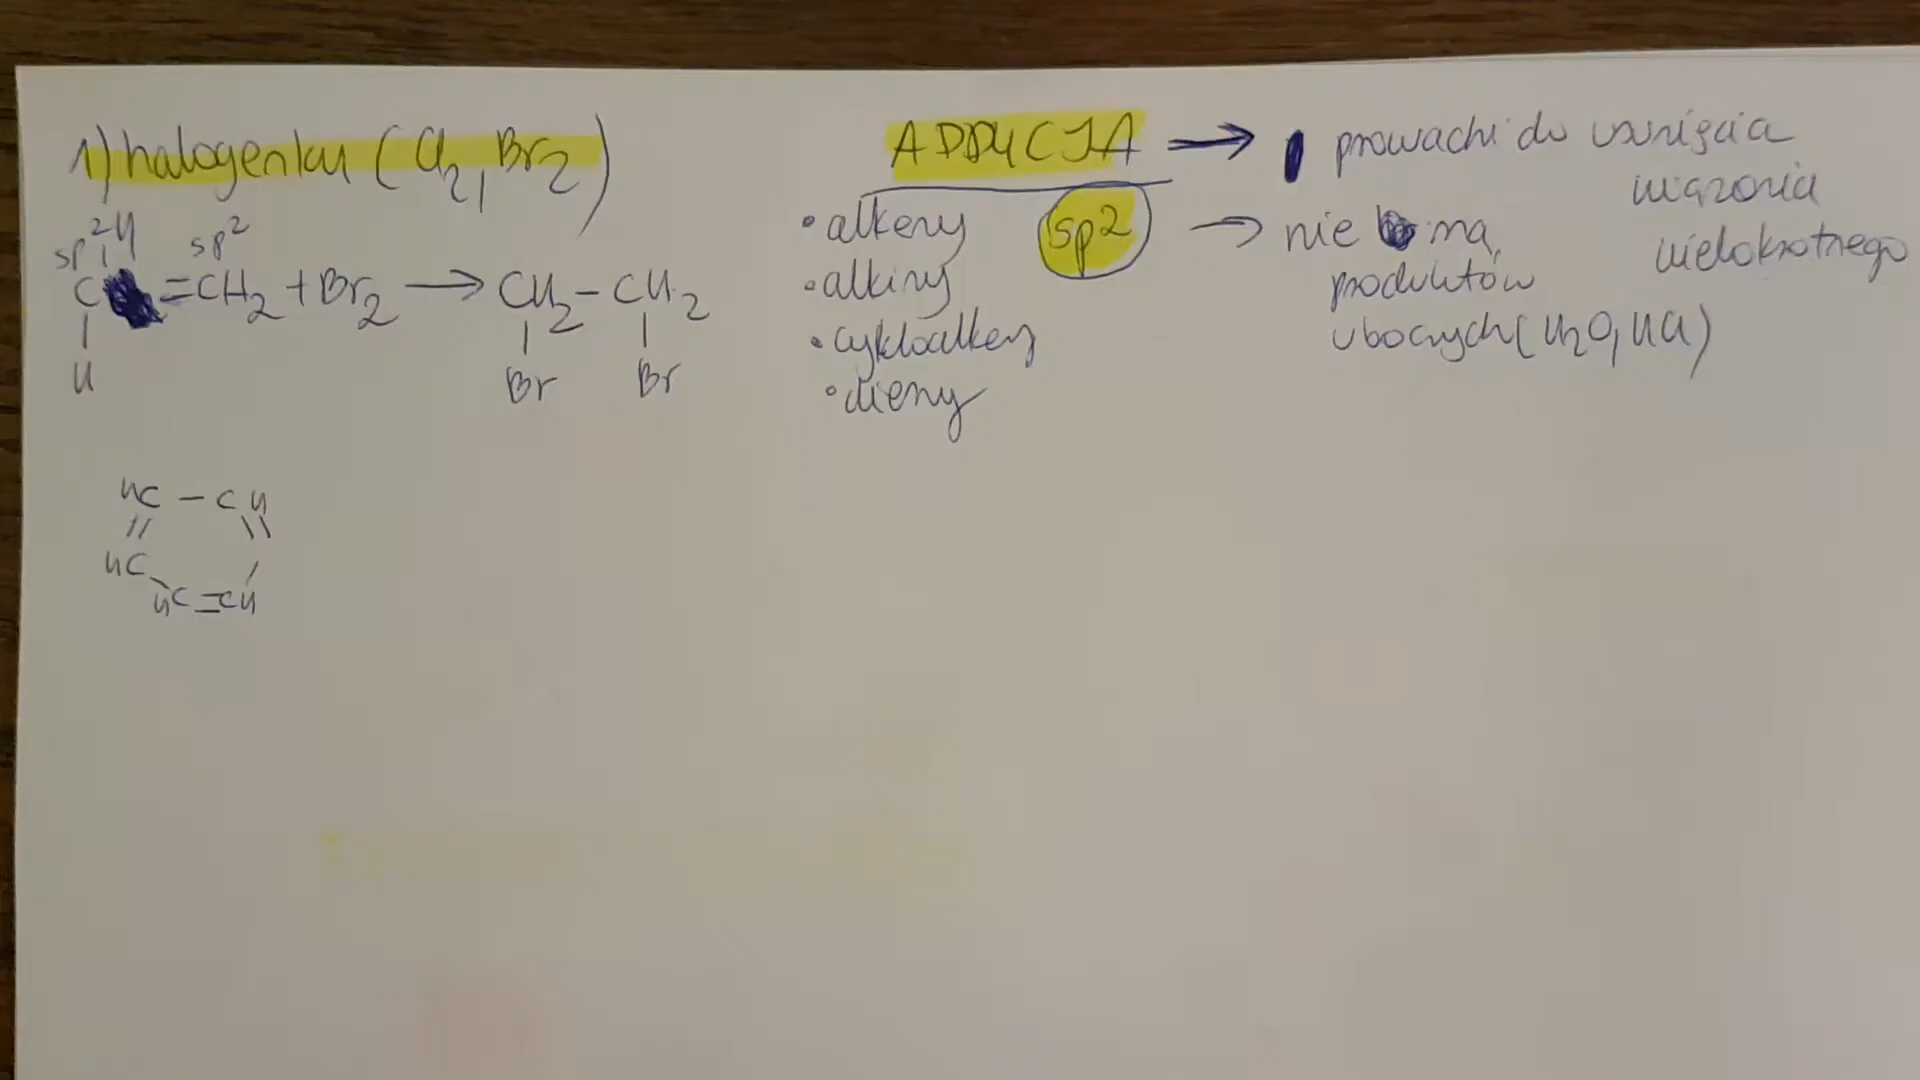 1) halogenki (Cl2, Br2)
sp2 H sp2
C =CH2 + Br2 → CH2 - CH2
| | |
H Br Br
HC - CH
// \\
HC /
\ HC = CH
ADDYCJA → prowadzi do usunięcia
wiązania
wielokrotnego
• alkeny sp2 → nie ma
• alkiny produktów
• cykloalkeny ubocznych (H2O, HCl)
• dieny